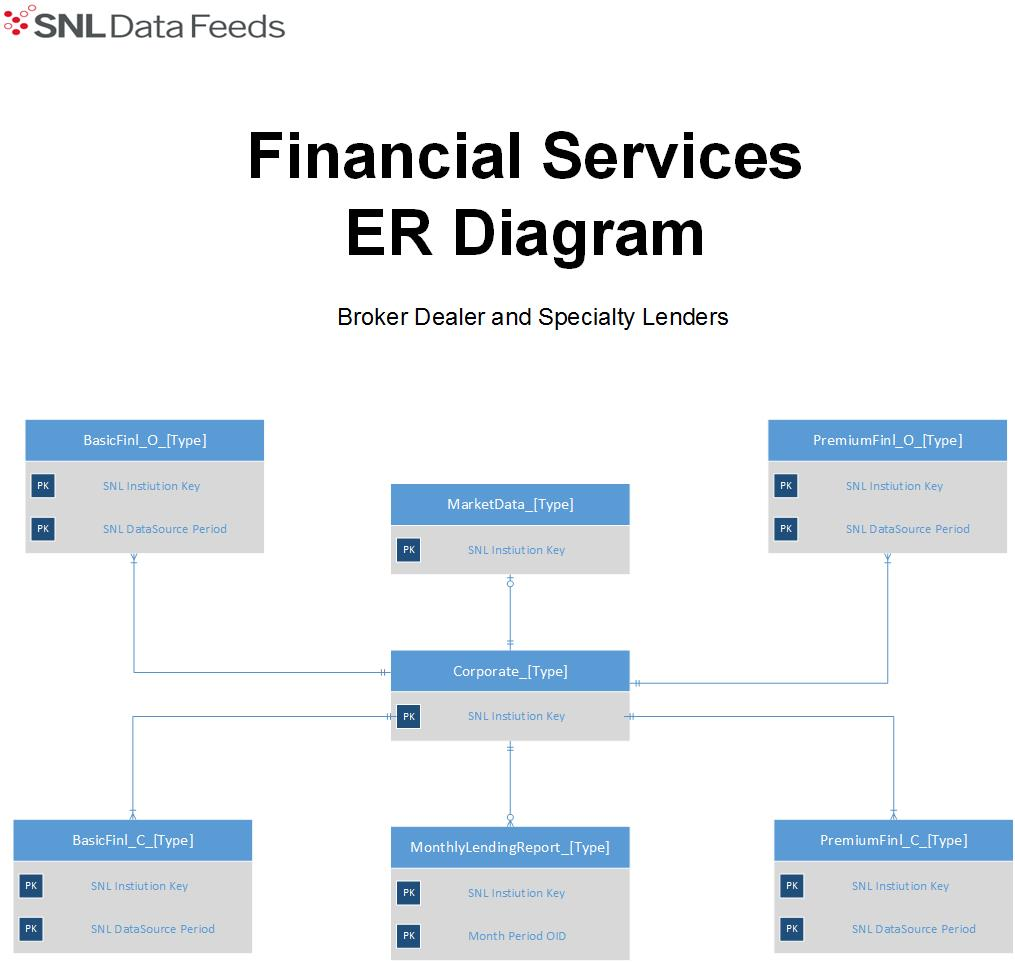 SNL Data Feeds
Financial Services
ER Diagram
Broker Dealer and Specialty Lenders
BasicFinl_O_[Type]
PK SNL Instiution Key
PK SNL DataSource Period
MarketData_[Type]
PK SNL Instiution Key
PremiumFinl_O_[Type]
PK SNL Instiution Key
PK SNL DataSource Period
Corporate_[Type]
PK SNL Instiution Key
BasicFinl_C_[Type]
PK SNL Instiution Key
PK SNL DataSource Period
MonthlyLendingReport_[Type]
PK SNL Instiution Key
PK Month Period OID
PremiumFinl_C_[Type]
PK SNL Instiution Key
PK SNL DataSource Period